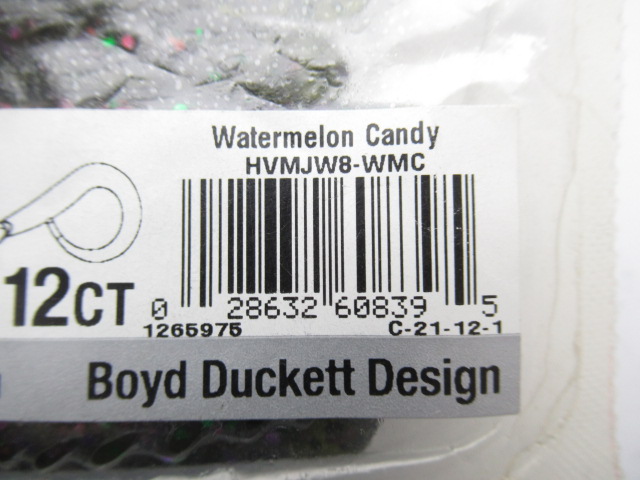 Watermelon Candy
HVMJW8-WMC
12CT
0 28632 60839 5
1265975 C-21-12-1
Boyd Duckett Design